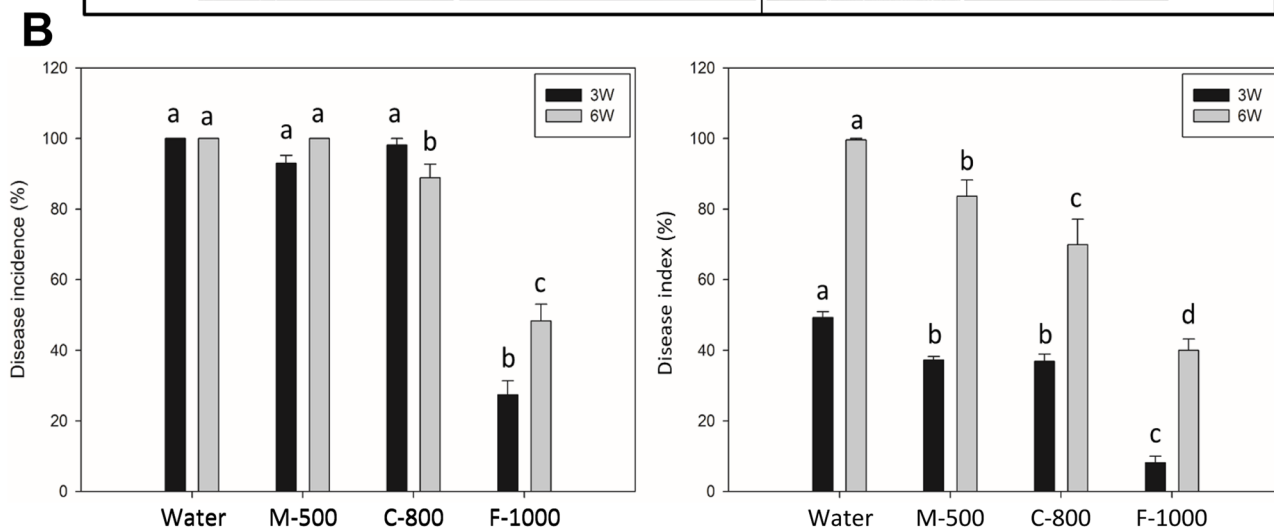 B
120
100
80
60
40
20
0
Disease incidence (%)
3W
6W
a a
a a
a b
b c
Water M-500 C-800 F-1000
120
100
80
60
40
20
0
Disease index (%)
3W
6W
a a
b b
b c
c d
Water M-500 C-800 F-1000